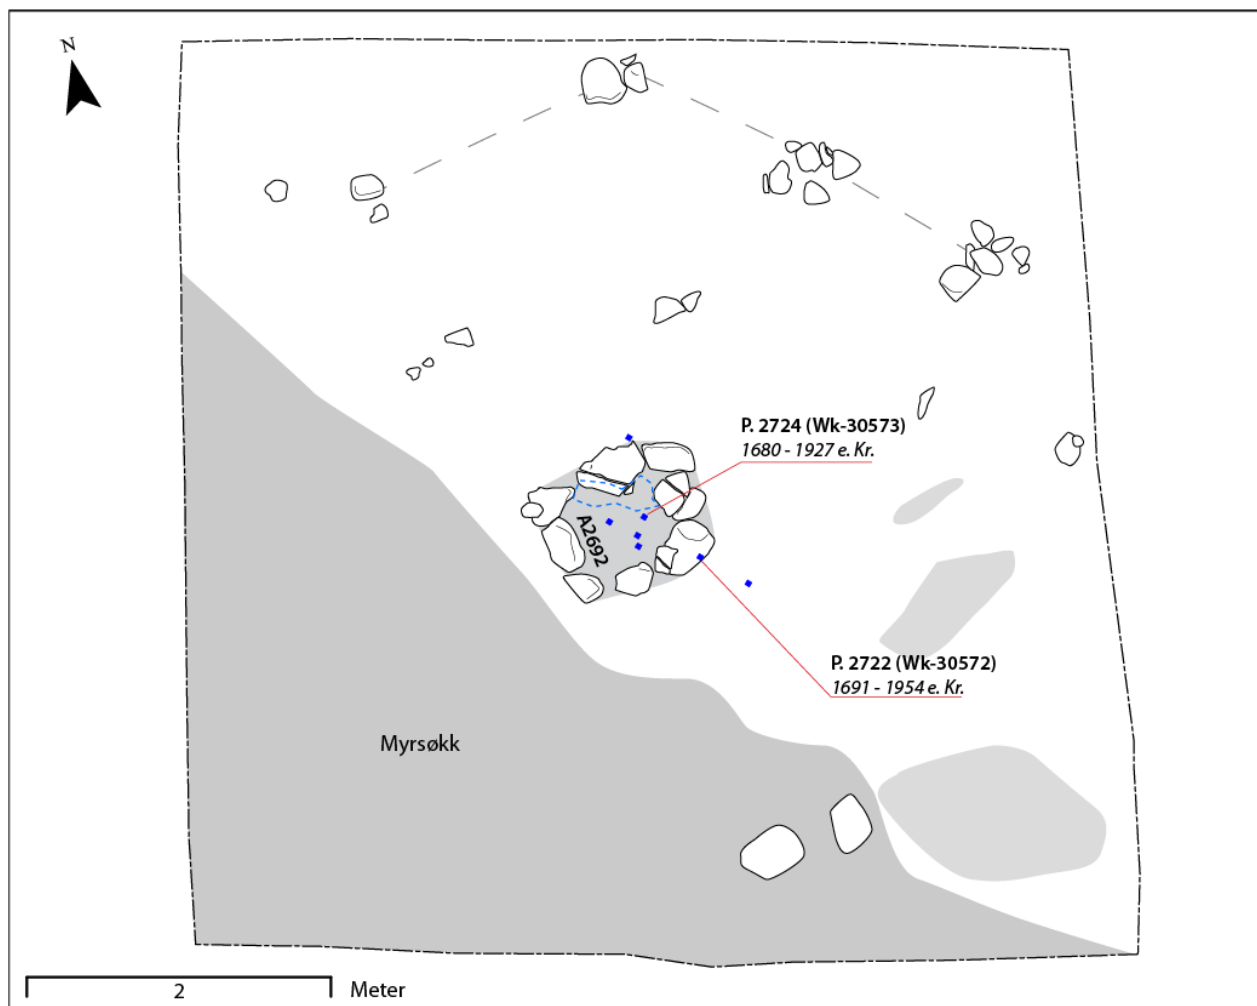 N
P. 2724 (Wk-30573)
1680 - 1927 e. Kr.
A2692
P. 2722 (Wk-30572)
1691 - 1954 e. Kr.
Myrsøkk
2 Meter